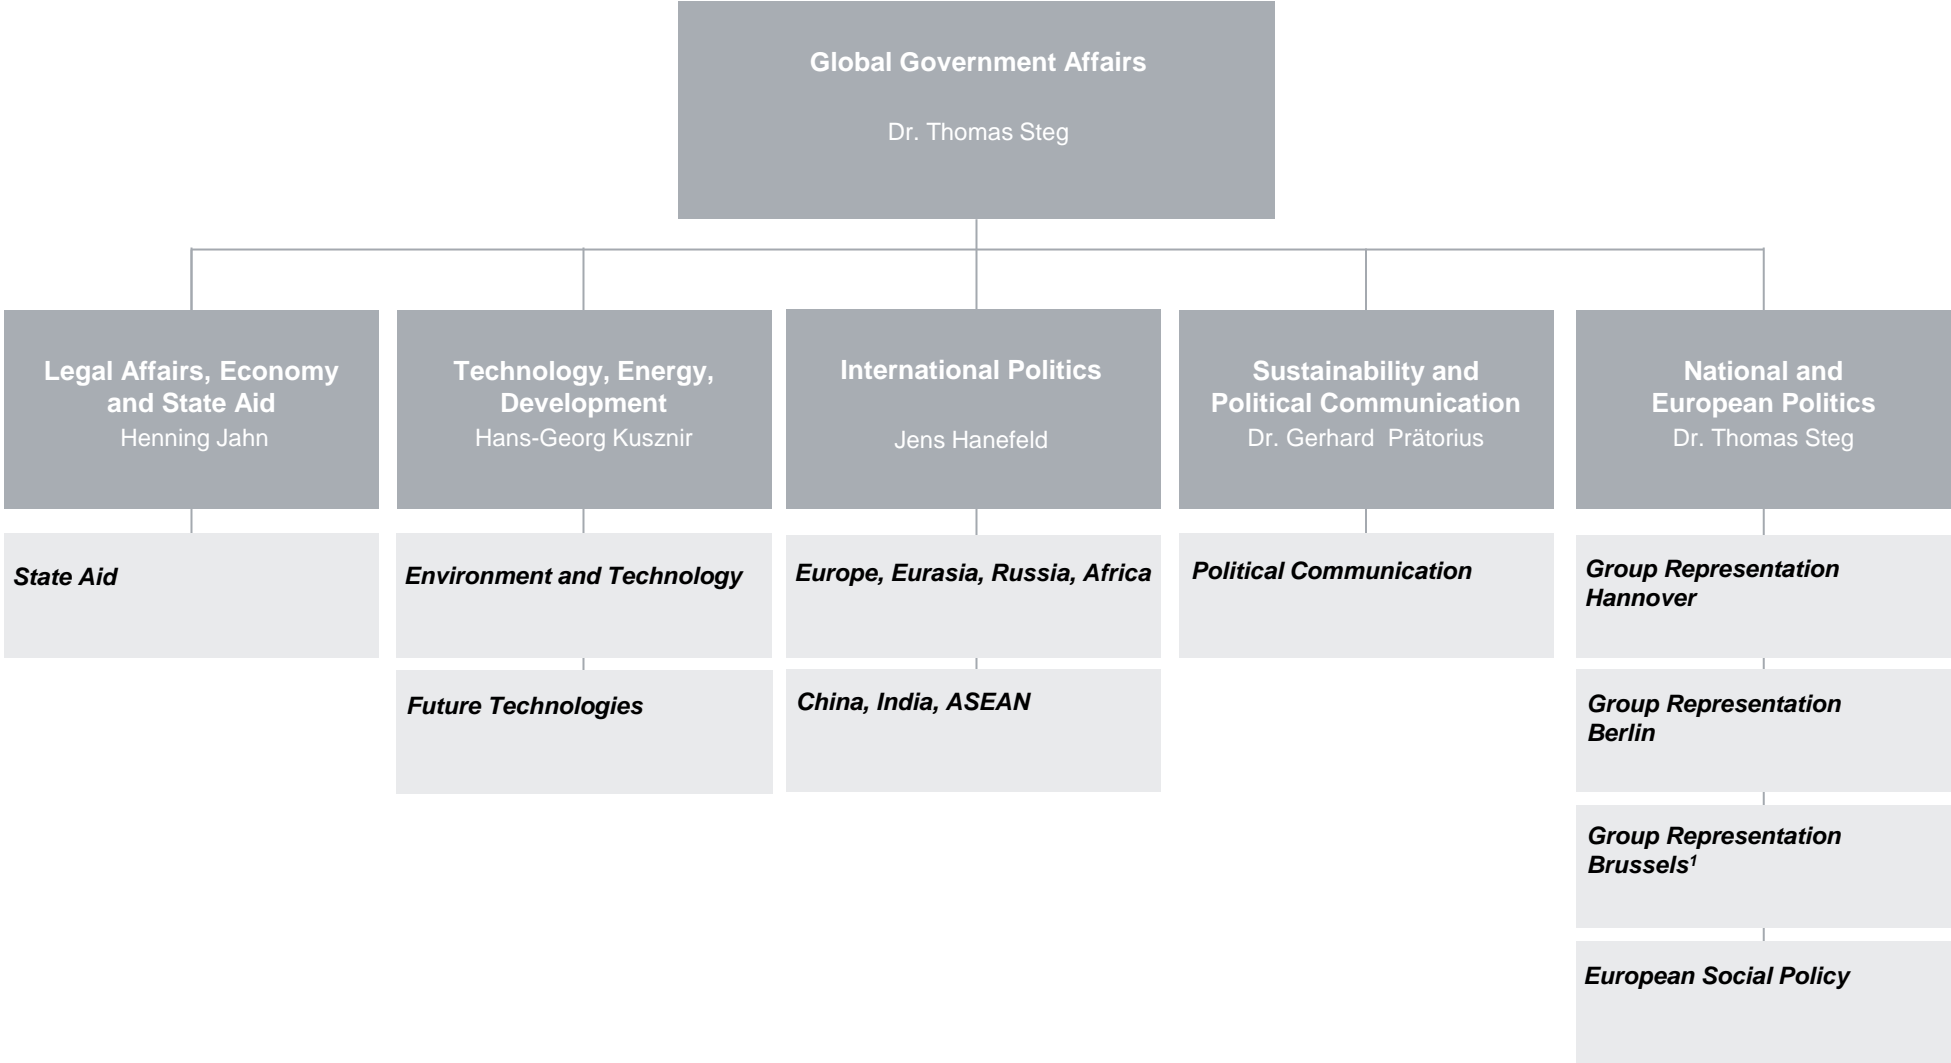 Global Government Affairs
Dr. Thomas Steg
Legal Affairs, Economy
and State Aid
Henning Jahn
Technology, Energy,
Development
Hans-Georg Kusznir
International Politics
Jens Hanefeld
Sustainability and
Political Communication
Dr. Gerhard Prätorius
National and
European Politics
Dr. Thomas Steg
State Aid
Environment and Technology
Future Technologies
Europe, Eurasia, Russia, Africa
China, India, ASEAN
Political Communication
Group Representation
Hannover
Group Representation
Berlin
Group Representation
Brussels¹
European Social Policy